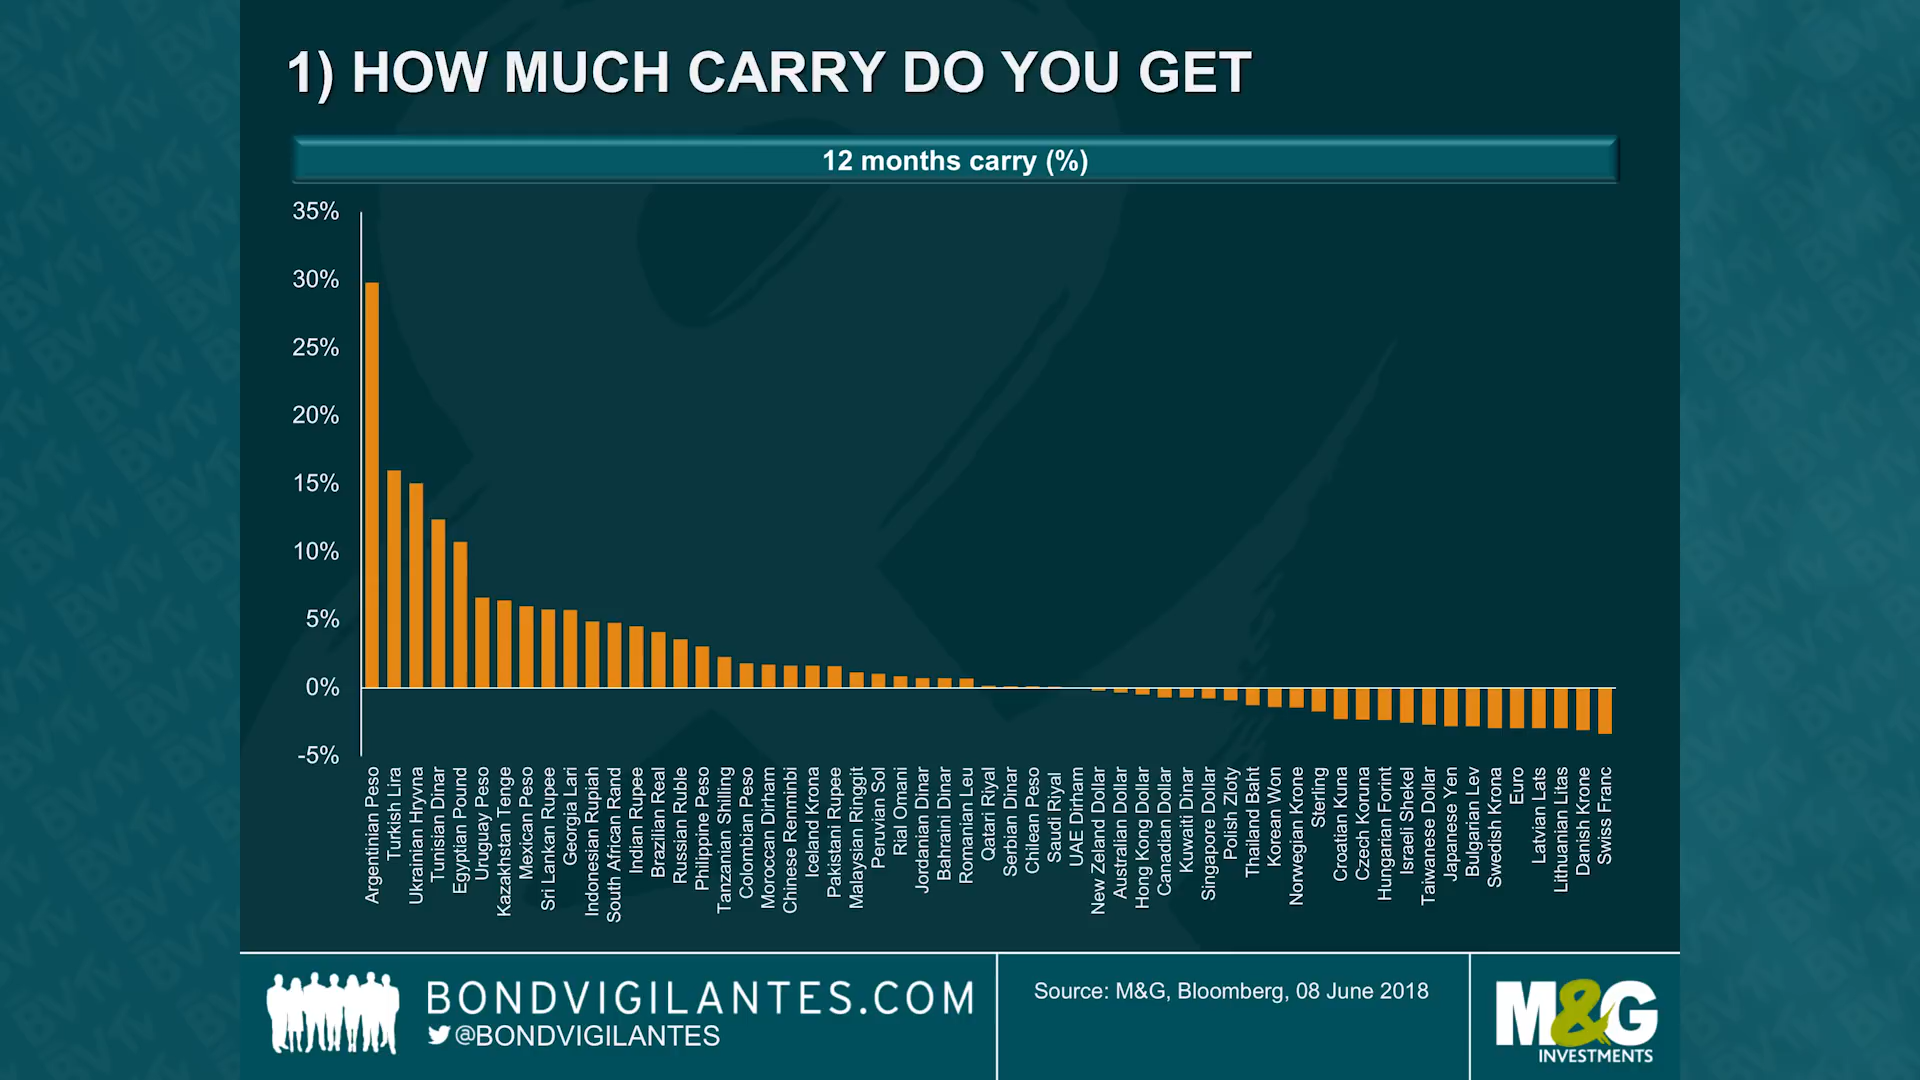 1) HOW MUCH CARRY DO YOU GET
12 months carry (%)
35%
30%
25%
20%
15%
10%
5%
0%
-5%
Argentinian Peso
Turkish Lira
Ukrainian Hryvna
Tunisian Dinar
Egyptian Pound
Uruguay Peso
Kazakhstan Tenge
Mexican Peso
Sri Lankan Rupee
Georgia Lari
Indonesian Rupiah
South African Rand
Indian Rupee
Brazilian Real
Russian Ruble
Philippine Peso
Tanzanian Shilling
Colombian Peso
Moroccan Dirham
Chinese Renminbi
Iceland Krona
Pakistani Rupee
Malaysian Ringgit
Peruvian Sol
Rial Omani
Jordanian Dinar
Bahraini Dinar
Romanian Leu
Qatari Riyal
Serbian Dinar
Chilean Peso
Saudi Riyal
UAE Dirham
New Zeland Dollar
Australian Dollar
Hong Kong Dollar
Canadian Dollar
Kuwaiti Dinar
Singapore Dollar
Polish Zloty
Thailand Baht
Korean Won
Norwegian Krone
Sterling
Croatian Kuna
Czech Koruna
Hungarian Forint
Israeli Shekel
Taiwanese Dollar
Japanese Yen
Bulgarian Lev
Swedish Krona
Euro
Latvian Lats
Lithuanian Litas
Danish Krone
Swiss Franc
BONDVIGILANTES.COM
@BONDVIGILANTES
Source: M&G, Bloomberg, 08 June 2018
M&G
INVESTMENTS